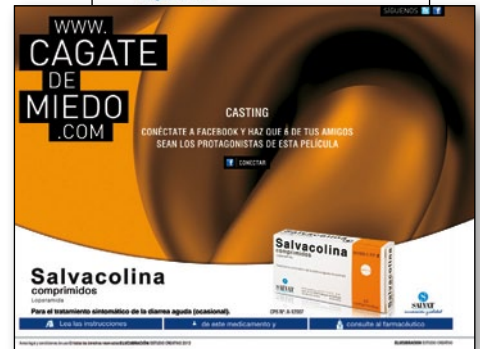 SÍGUENOS
WWW.
CAGATE
DE
MIEDO
.COM
CASTING
CONÉCTATE A FACEBOOK Y HAZ QUE 6 DE TUS AMIGOS
SEAN LOS PROTAGONISTAS DE ESTA PELÍCULA
CONECTAR
Salvacolina
comprimidos
Salvacolina
comprimidos
Loperamida
SALVAT
Para el tratamiento sintomático de la diarrea aguda (ocasional).
Lea las instrucciones
de este medicamento y
consulte al farmacéutico